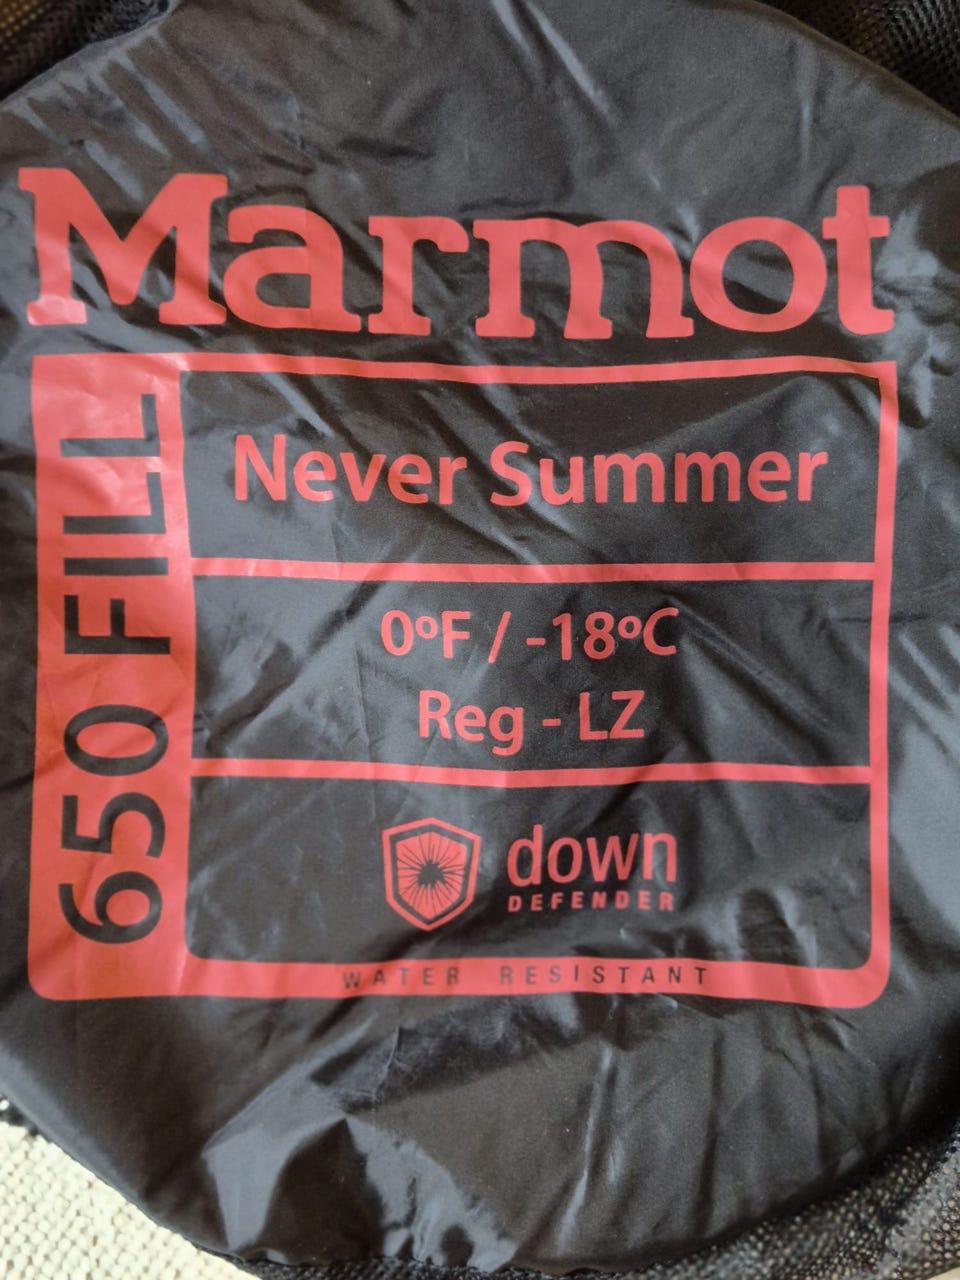 Marmot
650 FILL
Never Summer
0ºF / -18ºC
Reg - LZ
down
DEFENDER
WATER RESISTANT